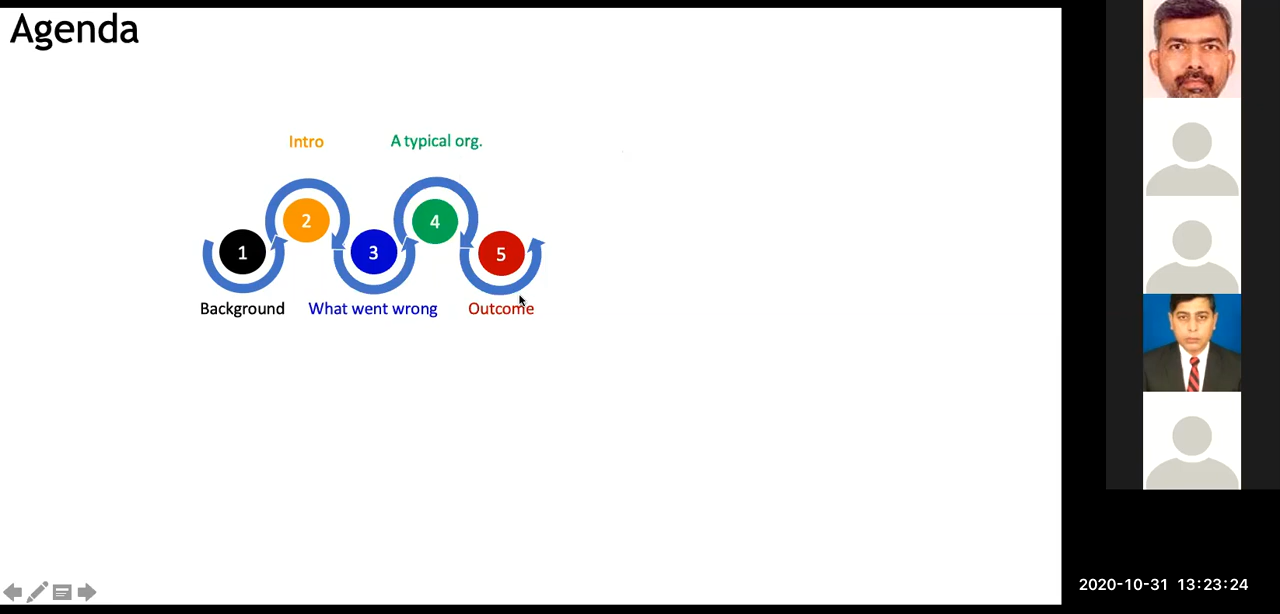 Agenda
Intro
A typical org.
1
2
3
4
5
Background
What went wrong
Outcome
2020-10-31 13:23:24